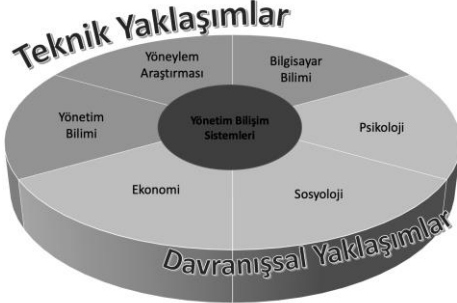 Teknik Yaklaşımlar
Yöneylem
Araştırması
Bilgisayar
Bilimi
Yönetim
Bilimi
Yönetim Bilişim
Sistemleri
Psikoloji
Ekonomi
Sosyoloji
Davranışsal Yaklaşımlar